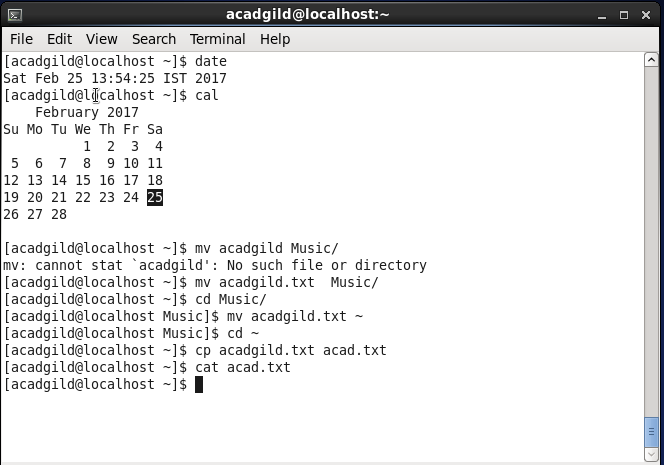 acadgild@localhost:~
File Edit View Search Terminal Help
[acadgild@localhost ~]$ date
Sat Feb 25 13:54:25 IST 2017
[acadgild@localhost ~]$ cal
    February 2017
Su Mo Tu We Th Fr Sa
          1  2  3  4
 5  6  7  8  9 10 11
12 13 14 15 16 17 18
19 20 21 22 23 24 25
26 27 28
[acadgild@localhost ~]$ mv acadgild Music/
mv: cannot stat `acadgild': No such file or directory
[acadgild@localhost ~]$ mv acadgild.txt  Music/
[acadgild@localhost ~]$ cd Music/
[acadgild@localhost Music]$ mv acadgild.txt ~
[acadgild@localhost Music]$ cd ~
[acadgild@localhost ~]$ cp acadgild.txt acad.txt
[acadgild@localhost ~]$ cat acad.txt
[acadgild@localhost ~]$